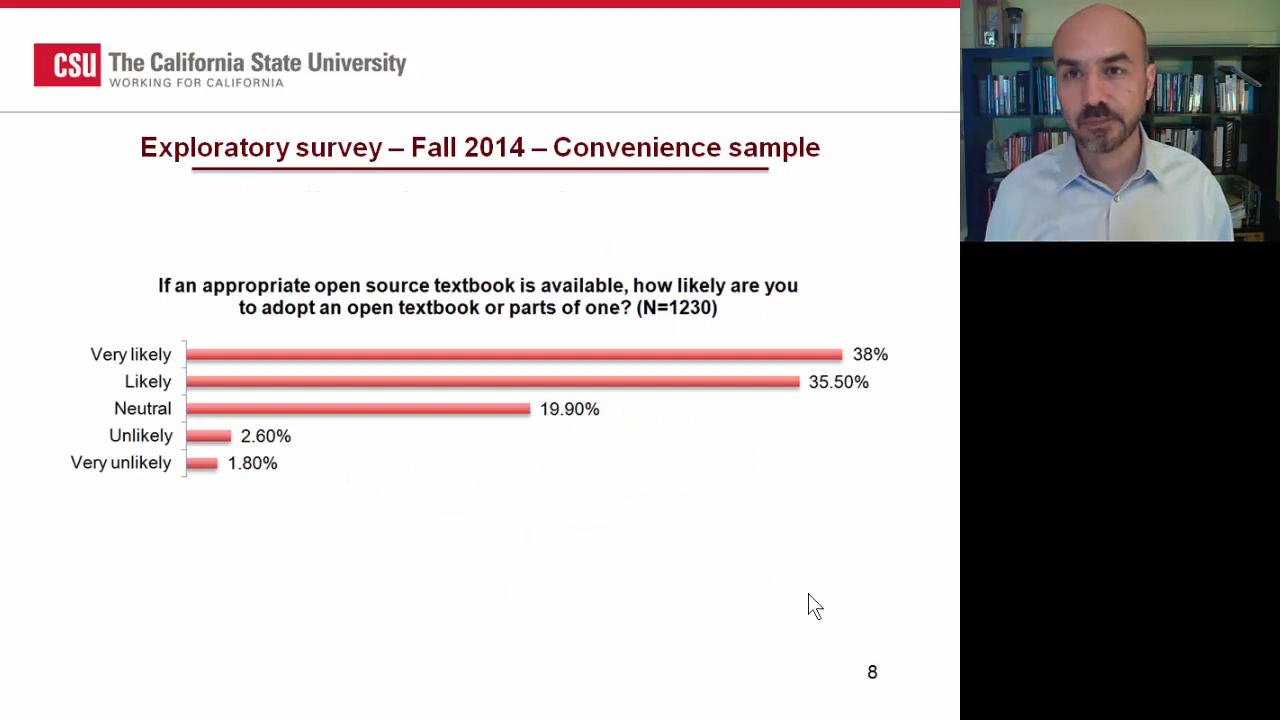 CSU The California State University
WORKING FOR CALIFORNIA
Exploratory survey – Fall 2014 – Convenience sample
If an appropriate open source textbook is available, how likely are you
to adopt an open textbook or parts of one? (N=1230)
Very likely 38%
Likely 35.50%
Neutral 19.90%
Unlikely 2.60%
Very unlikely 1.80%
8